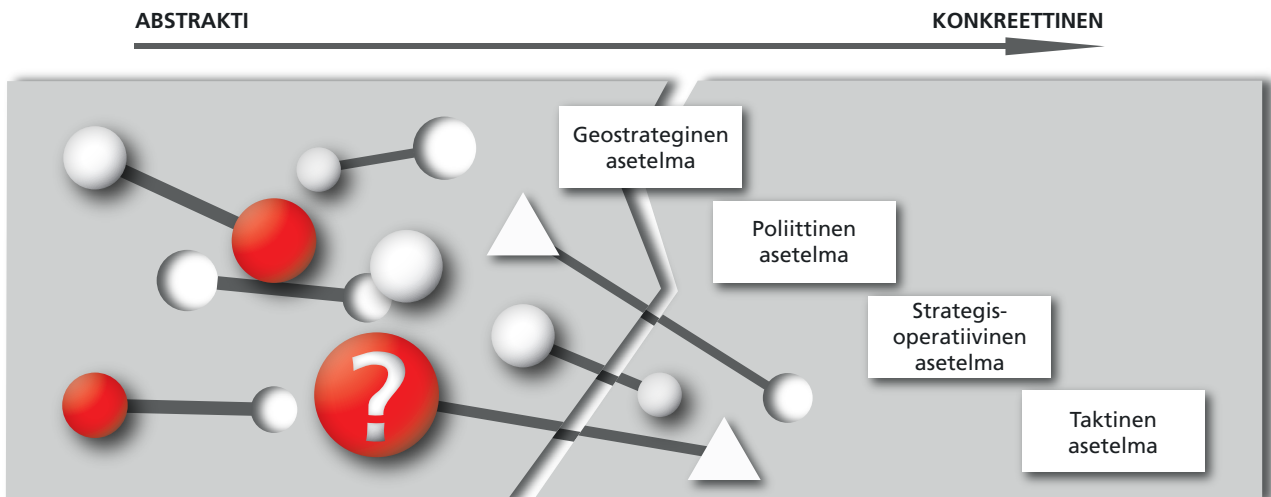 ABSTRAKTI
KONKREETTINEN
Geostrateginen
asetelma
Poliittinen
asetelma
Strategis-
operatiivinen
asetelma
?
Taktinen
asetelma